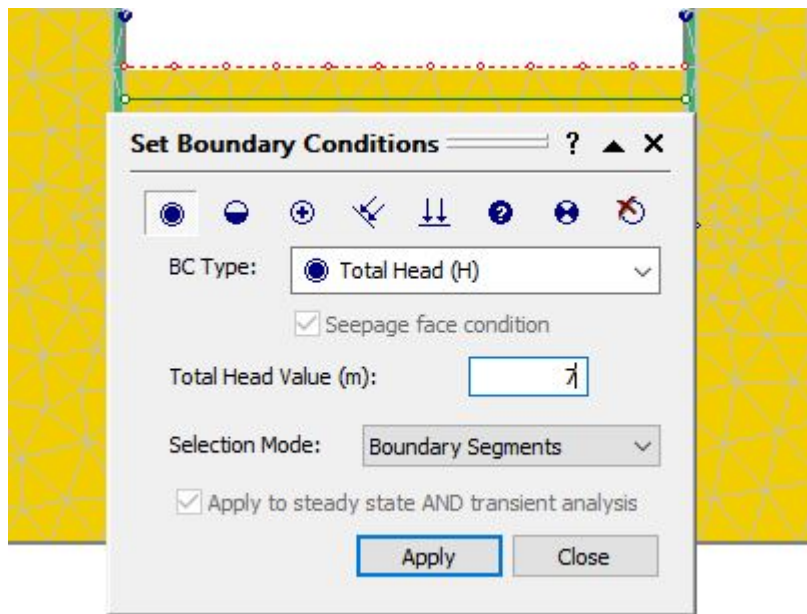 Set Boundary Conditions ?
BC Type: Total Head (H)
Seepage face condition
Total Head Value (m): 7
Selection Mode: Boundary Segments
Apply to steady state AND transient analysis
Apply Close